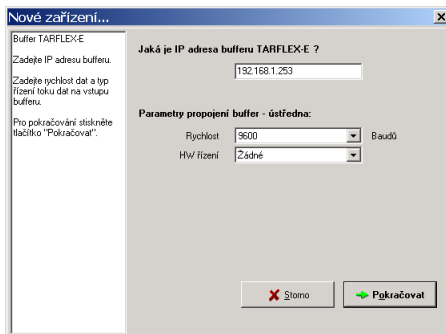 Nové zařízení...
Buffer TARFLEX-E
Zadejte IP adresu bufferu.
Zadejte rychlost dat a typ
řízení toku dat na vstupu
bufferu.
Pro pokračování stiskněte
tlačítko "Pokračovat".
Jaká je IP adresa bufferu TARFLEX-E ?
192.168.1.253
Parametry propojení buffer - ústředna:
Rychlost 9600 Baudů
HW řízení Žádné
Storno Pokračovat